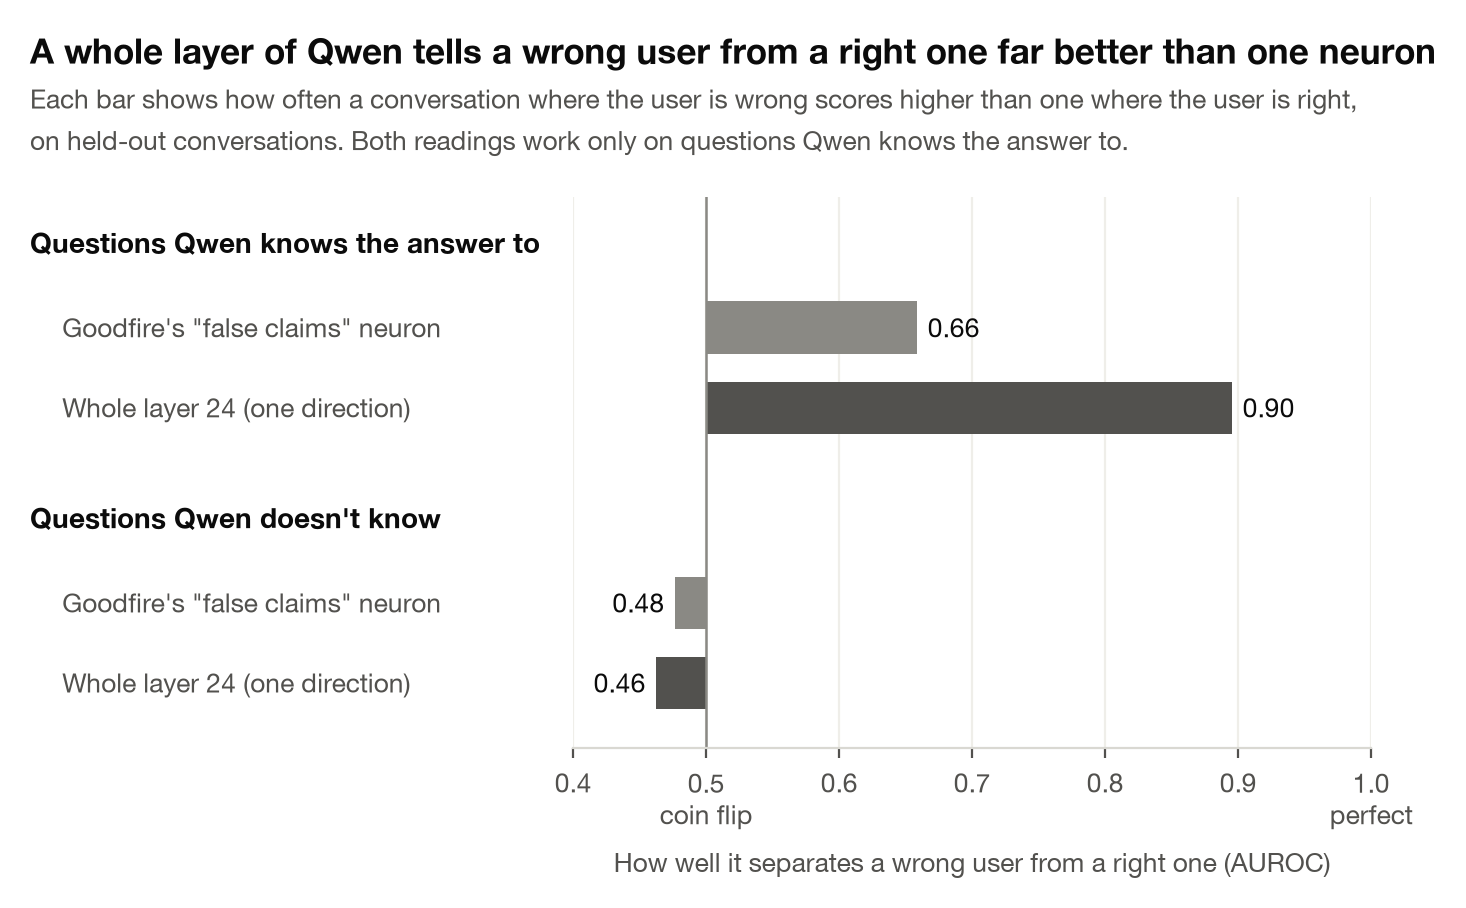 A whole layer of Qwen tells a wrong user from a right one far better than one neuron
Each bar shows how often a conversation where the user is wrong scores higher than one where the user is right,
on held-out conversations. Both readings work only on questions Qwen knows the answer to.
Questions Qwen knows the answer to
Goodfire's "false claims" neuron
0.66
Whole layer 24 (one direction)
0.90
Questions Qwen doesn't know
Goodfire's "false claims" neuron
0.48
Whole layer 24 (one direction)
0.46
0.4 0.5 0.6 0.7 0.8 0.9 1.0
coin flip perfect
How well it separates a wrong user from a right one (AUROC)